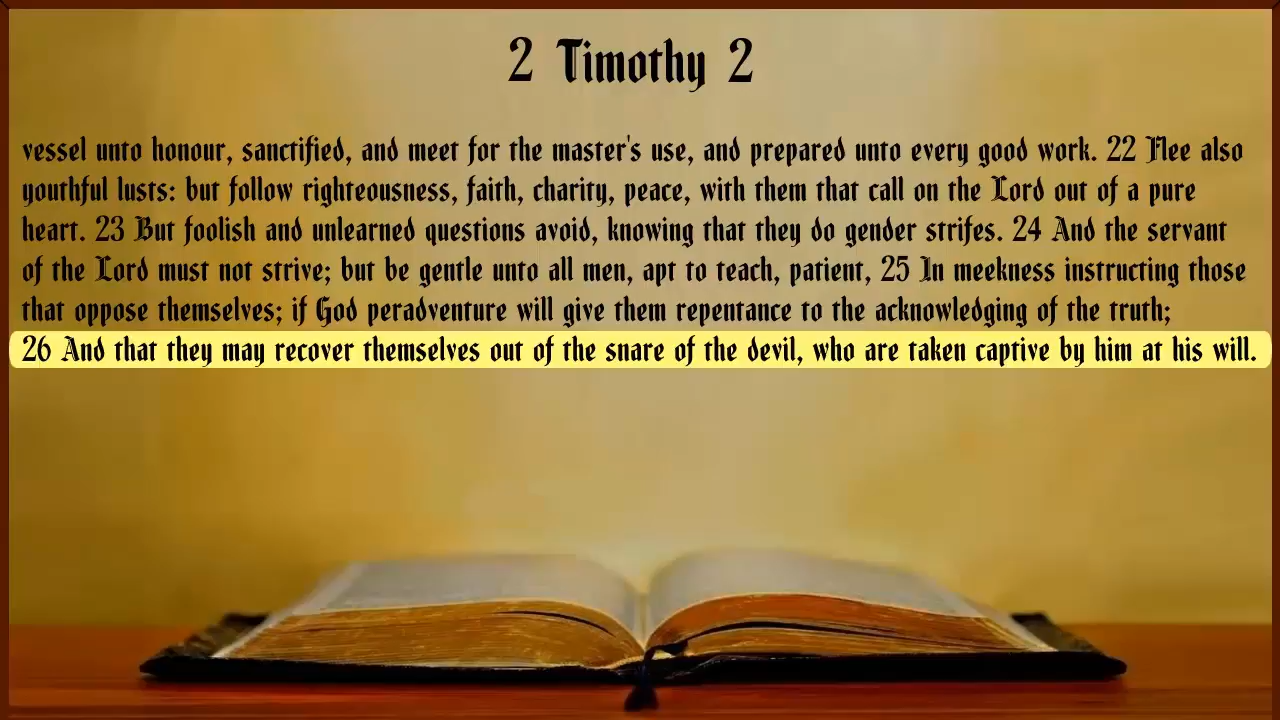 2 Timothy 2
vessel unto honour, sanctified, and meet for the master's use, and prepared unto every good work. 22 Flee also
youthful lusts: but follow righteousness, faith, charity, peace, with them that call on the Lord out of a pure
heart. 23 But foolish and unlearned questions avoid, knowing that they do gender strifes. 24 And the servant
of the Lord must not strive; but be gentle unto all men, apt to teach, patient, 25 In meekness instructing those
that oppose themselves; if God peradventure will give them repentance to the acknowledging of the truth;
26 And that they may recover themselves out of the snare of the devil, who are taken captive by him at his will.